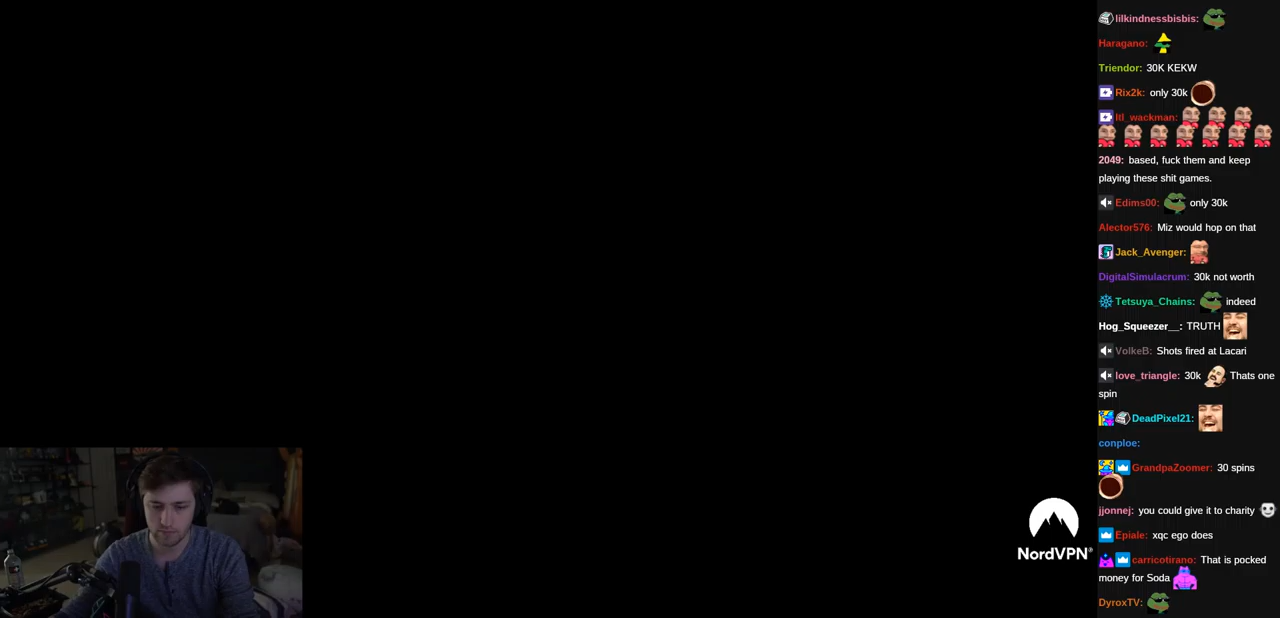 lilkindnessbisbis:
Haragano:
Triendor: 30K KEKW
Rix2k: only 30k
ltl_wackman:
2049: based, fuck them and keep
playing these shit games.
Edims00: only 30k
Alector576: Miz would hop on that
Jack_Avenger:
DigitalSimulacrum: 30k not worth
Tetsuya_Chains: indeed
Hog_Squeezer__: TRUTH
VolkeB: Shots fired at Lacari
love_triangle: 30k Thats one
spin
DeadPixel21:
conploe:
GrandpaZoomer: 30 spins
jjonnej: you could give it to charity
Epiale: xqc ego does
carricotirano: That is pocked
money for Soda
DyroxTV:
NordVPN®